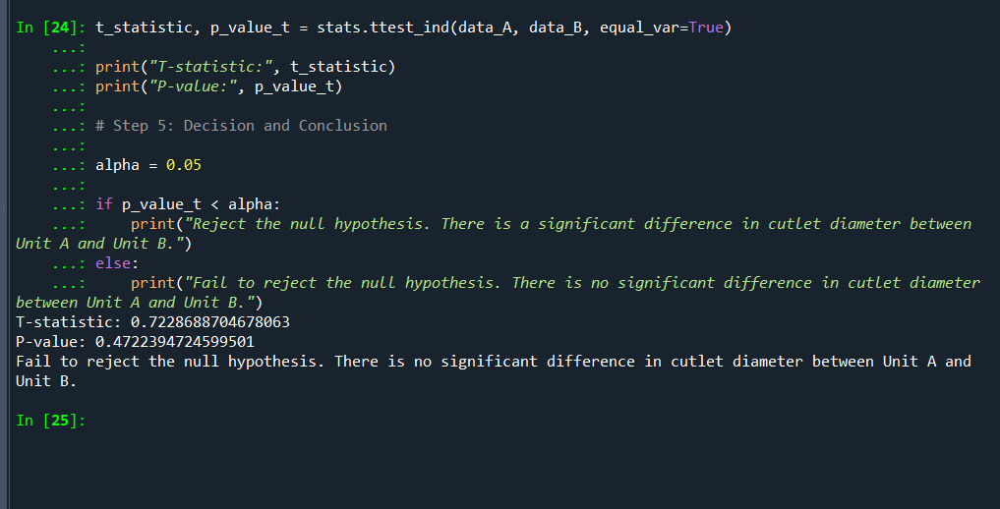 In [24]: t_statistic, p_value_t = stats.ttest_ind(data_A, data_B, equal_var=True)
    ...:
    ...: print("T-statistic:", t_statistic)
    ...: print("P-value:", p_value_t)
    ...:
    ...: # Step 5: Decision and Conclusion
    ...:
    ...: alpha = 0.05
    ...:
    ...: if p_value_t < alpha:
    ...:     print("Reject the null hypothesis. There is a significant difference in cutlet diameter between
Unit A and Unit B.")
    ...: else:
    ...:     print("Fail to reject the null hypothesis. There is no significant difference in cutlet diameter
between Unit A and Unit B.")
T-statistic: 0.7228688704678063
P-value: 0.4722394724599501
Fail to reject the null hypothesis. There is no significant difference in cutlet diameter between Unit A and
Unit B.
In [25]: